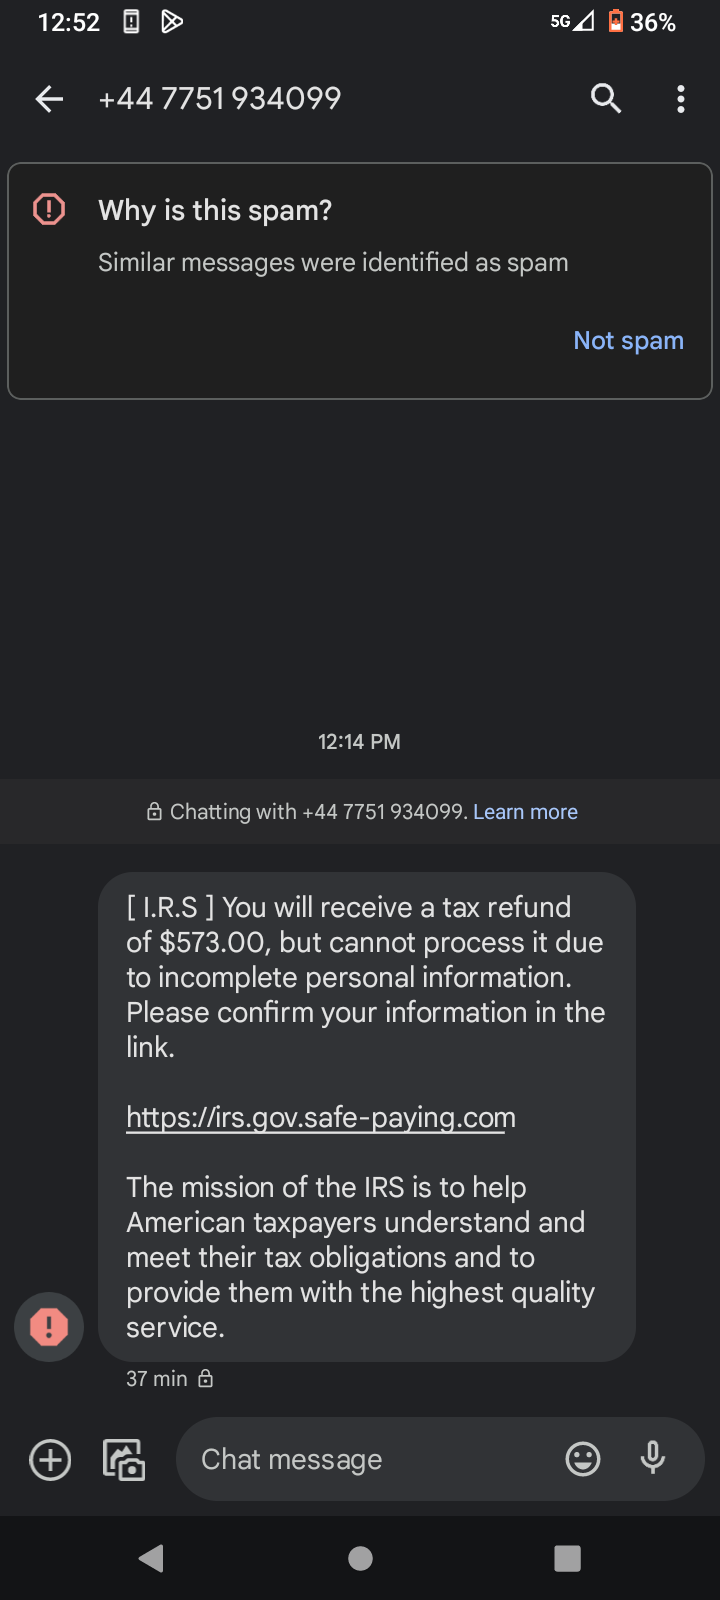 12:52
5G
36%
+44 7751 934099
Why is this spam?
Similar messages were identified as spam
Not spam
12:14 PM
Chatting with +44 7751 934099. Learn more
[ I.R.S ] You will receive a tax refund
of $573.00, but cannot process it due
to incomplete personal information.
Please confirm your information in the
link.
https://irs.gov.safe-paying.com
The mission of the IRS is to help
American taxpayers understand and
meet their tax obligations and to
provide them with the highest quality
service.
37 min
Chat message